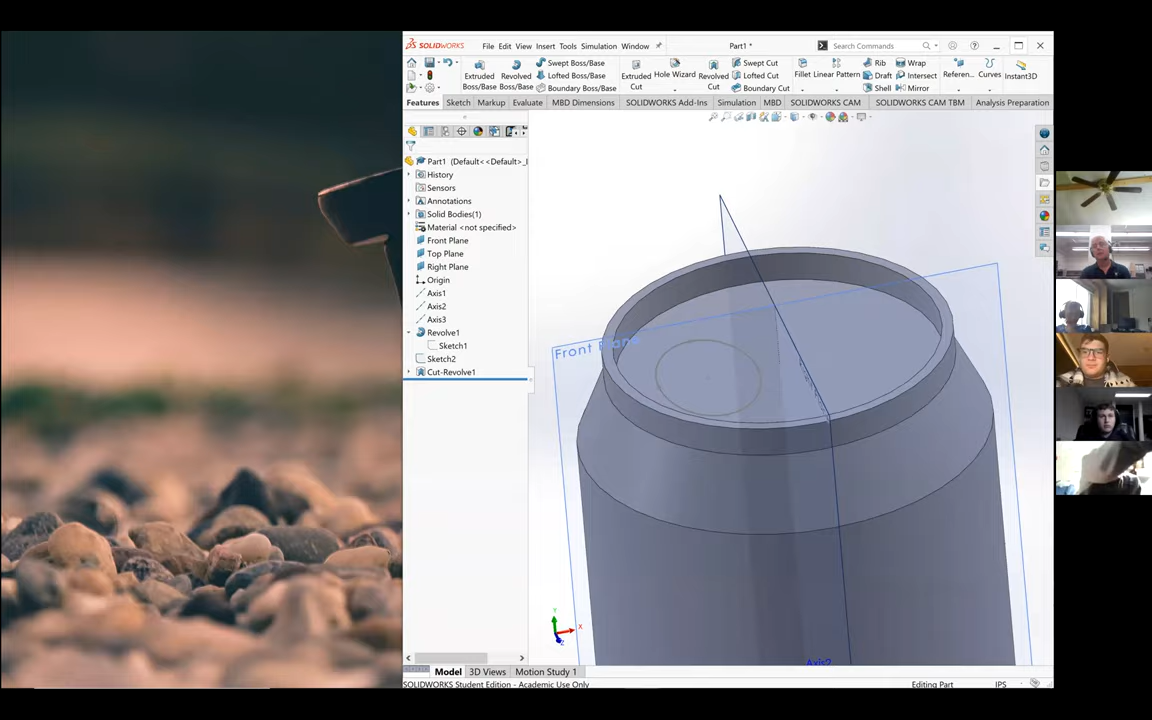 SOLIDWORKS File Edit View Insert Tools Simulation Window Part1 * Search Commands
Extruded Boss/Base Revolved Boss/Base Swept Boss/Base Lofted Boss/Base Boundary Boss/Base Extruded Cut Hole Wizard Revolved Cut Swept Cut Lofted Cut Boundary Cut Fillet Linear Pattern Rib Draft Shell Wrap Intersect Mirror Referen... Curves Instant3D
Features Sketch Markup Evaluate MBD Dimensions SOLIDWORKS Add-Ins Simulation MBD SOLIDWORKS CAM SOLIDWORKS CAM TBM Analysis Preparation
Part1 (Default<<Default>_
History
Sensors
Annotations
Solid Bodies(1)
Material <not specified>
Front Plane
Top Plane
Right Plane
Origin
Axis1
Axis2
Axis3
Revolve1
Sketch1
Sketch2
Cut-Revolve1
Front Plane
Y
X
Z
Axis2
Model 3D Views Motion Study 1
SOLIDWORKS Student Edition - Academic Use Only Editing Part IPS